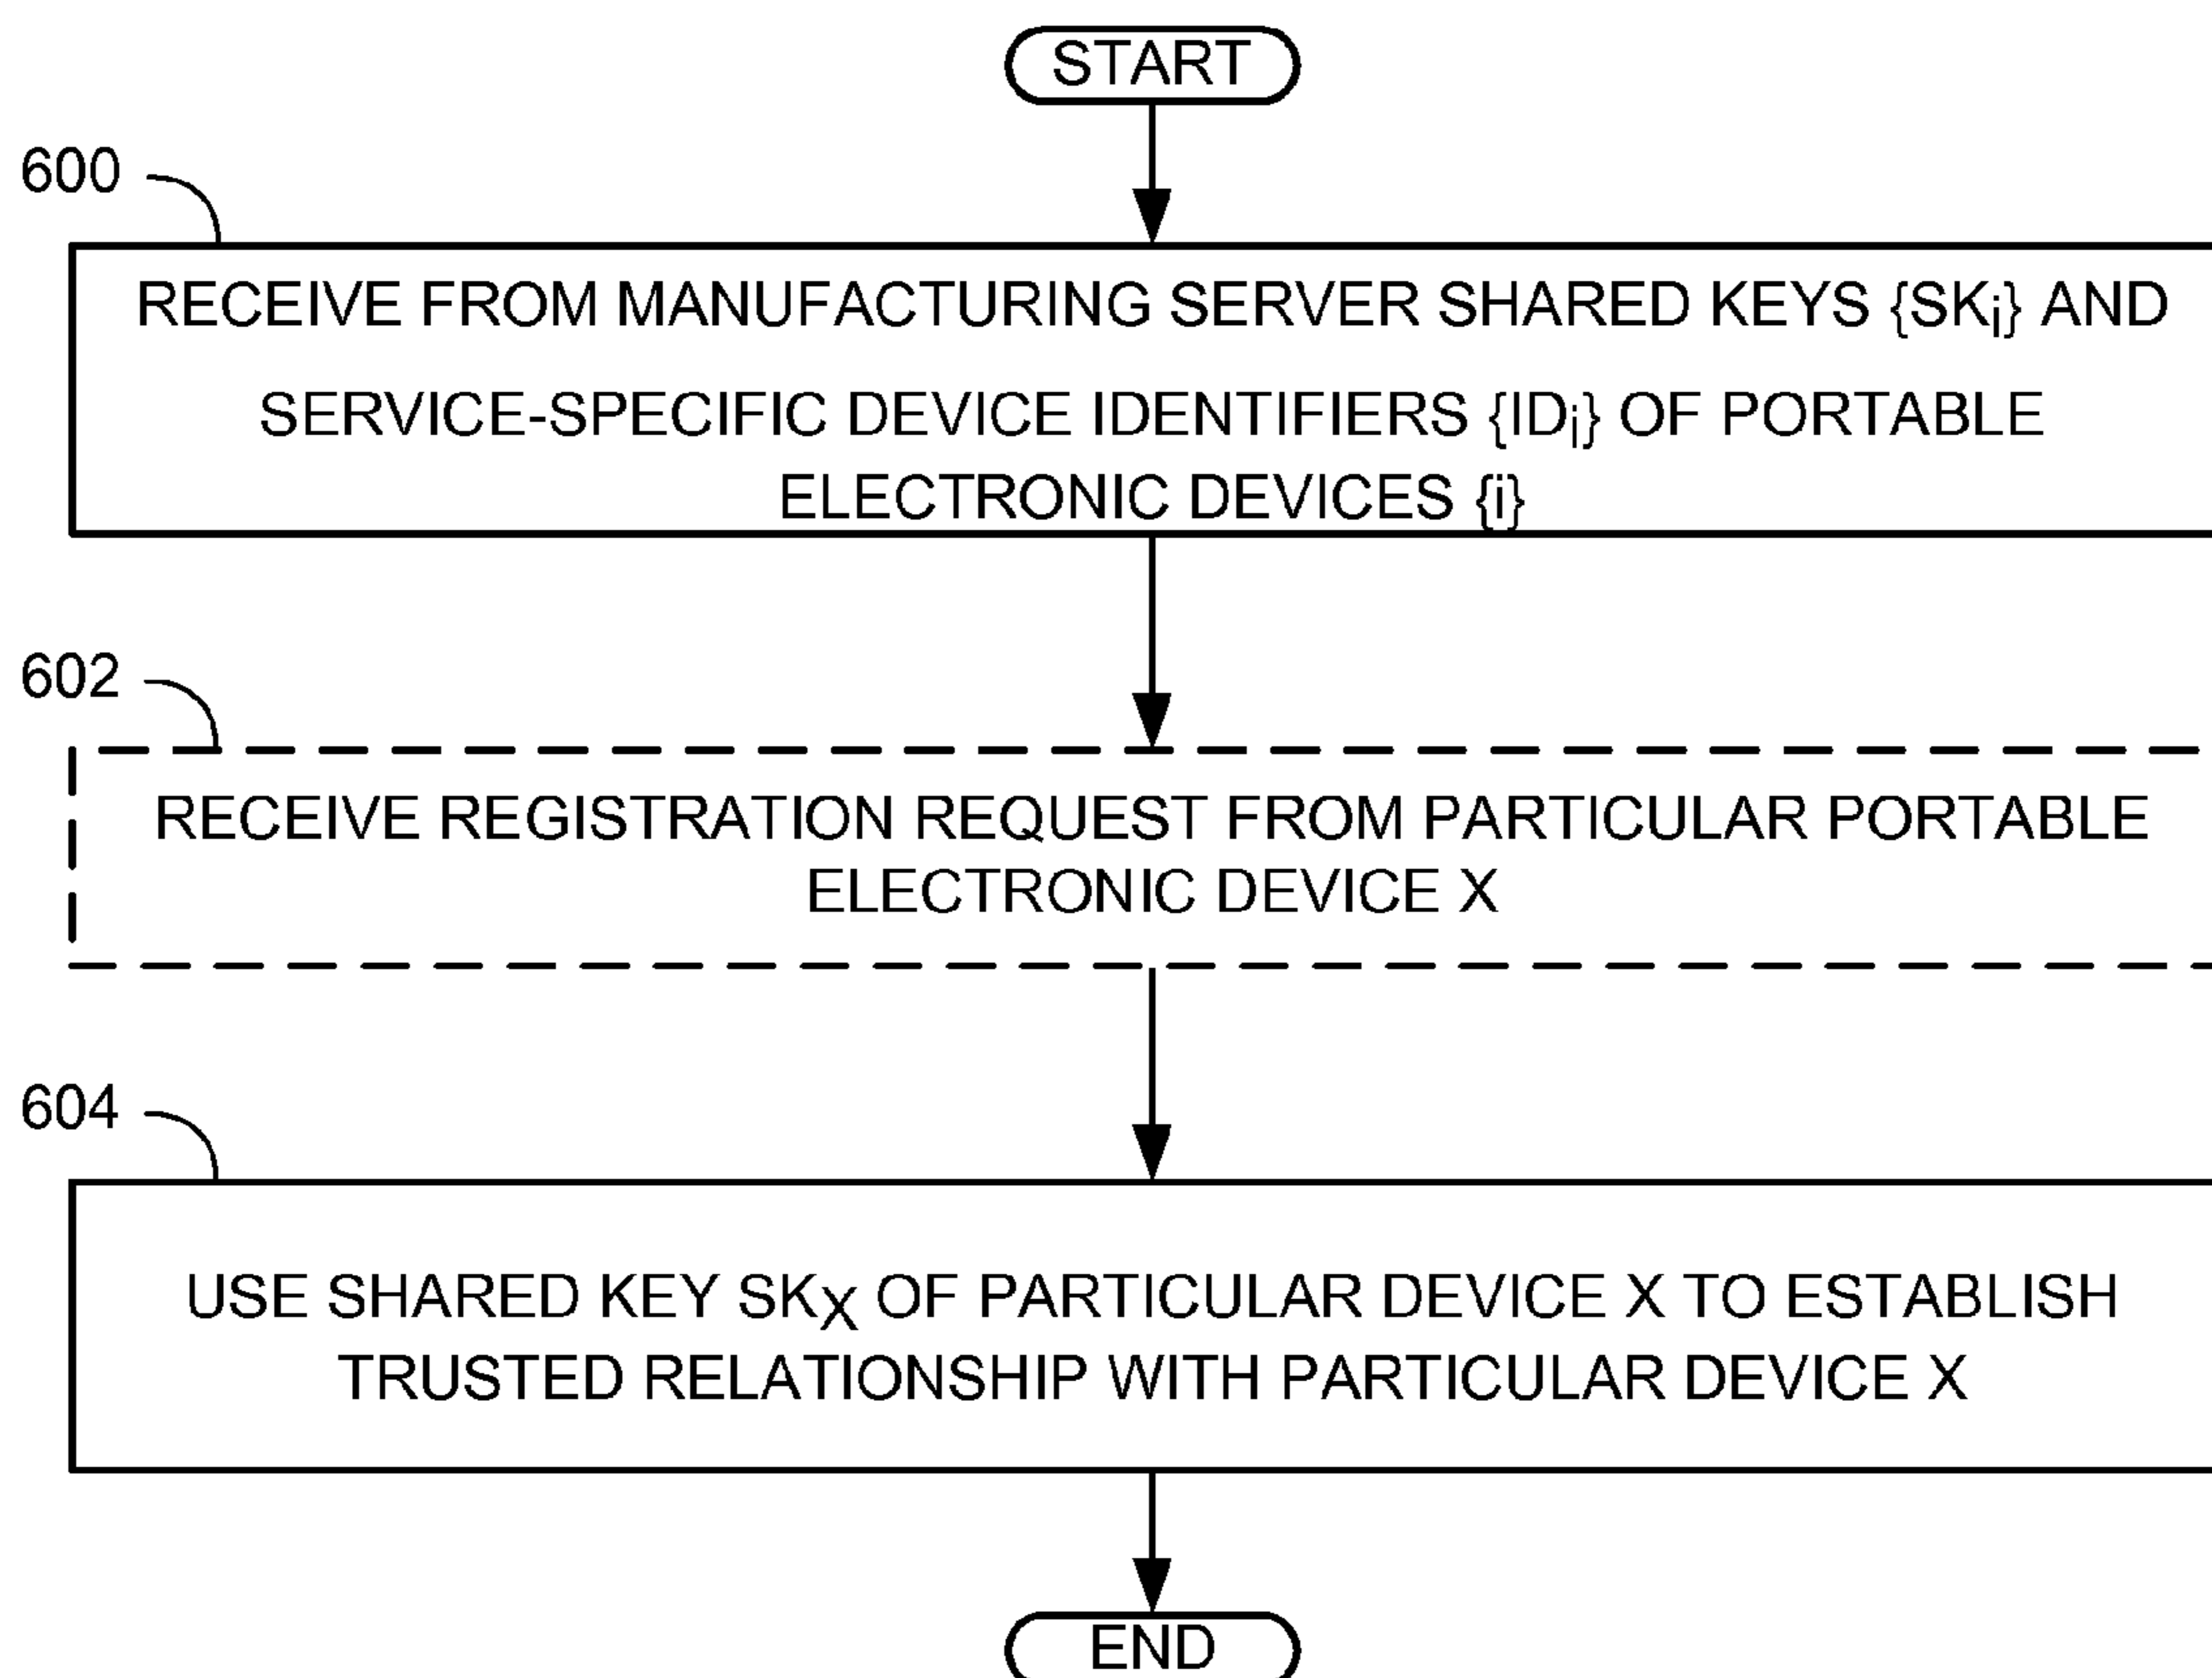 START
600
RECEIVE FROM MANUFACTURING SERVER SHARED KEYS {SKi} AND
SERVICE-SPECIFIC DEVICE IDENTIFIERS {IDi} OF PORTABLE
ELECTRONIC DEVICES {i}
602
RECEIVE REGISTRATION REQUEST FROM PARTICULAR PORTABLE
ELECTRONIC DEVICE X
604
USE SHARED KEY SKX OF PARTICULAR DEVICE X TO ESTABLISH
TRUSTED RELATIONSHIP WITH PARTICULAR DEVICE X
END